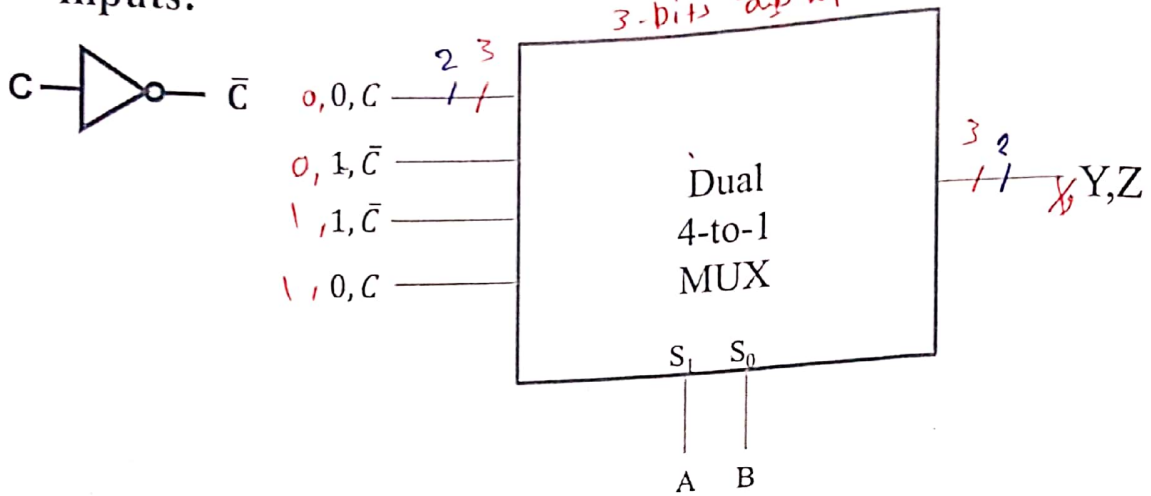 inputs:
3-bits
C C̄
0,0,C 2 3
0,1,C̄
1,1,C̄
1,0,C
Dual
4-to-1
MUX
3 2
X,Y,Z
S₁ S₀
A B